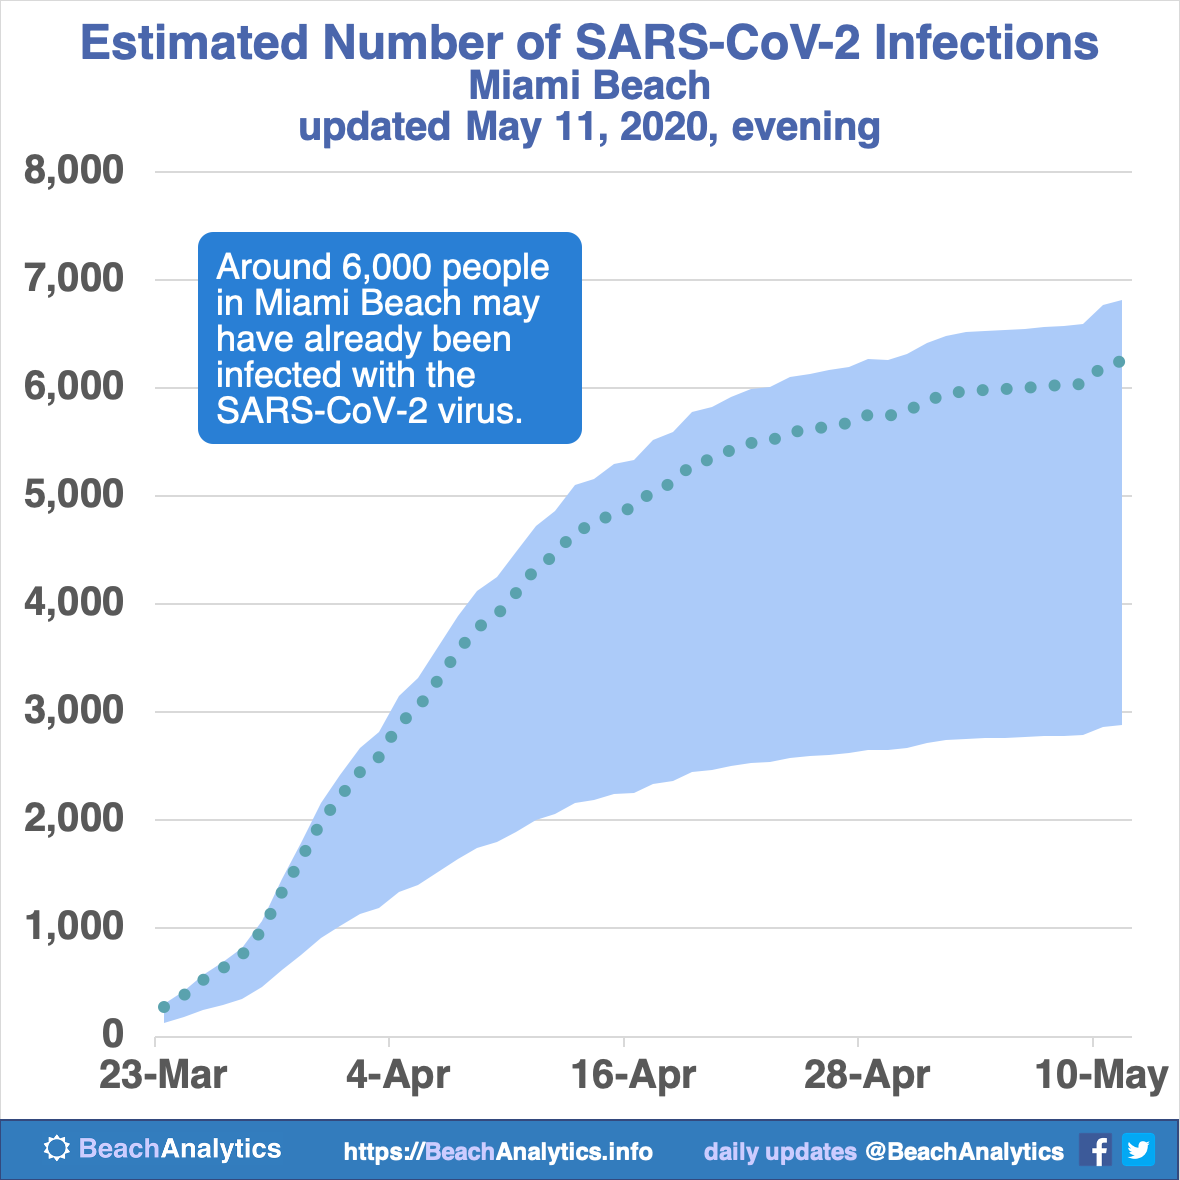 Estimated Number of SARS-CoV-2 Infections
Miami Beach
updated May 11, 2020, evening
8,000
7,000
Around 6,000 people
in Miami Beach may
have already been
infected with the
SARS-CoV-2 virus.
6,000
5,000
4,000
3,000
2,000
1,000
0
23-Mar 4-Apr 16-Apr 28-Apr 10-May
BeachAnalytics https://BeachAnalytics.info daily updates @BeachAnalytics